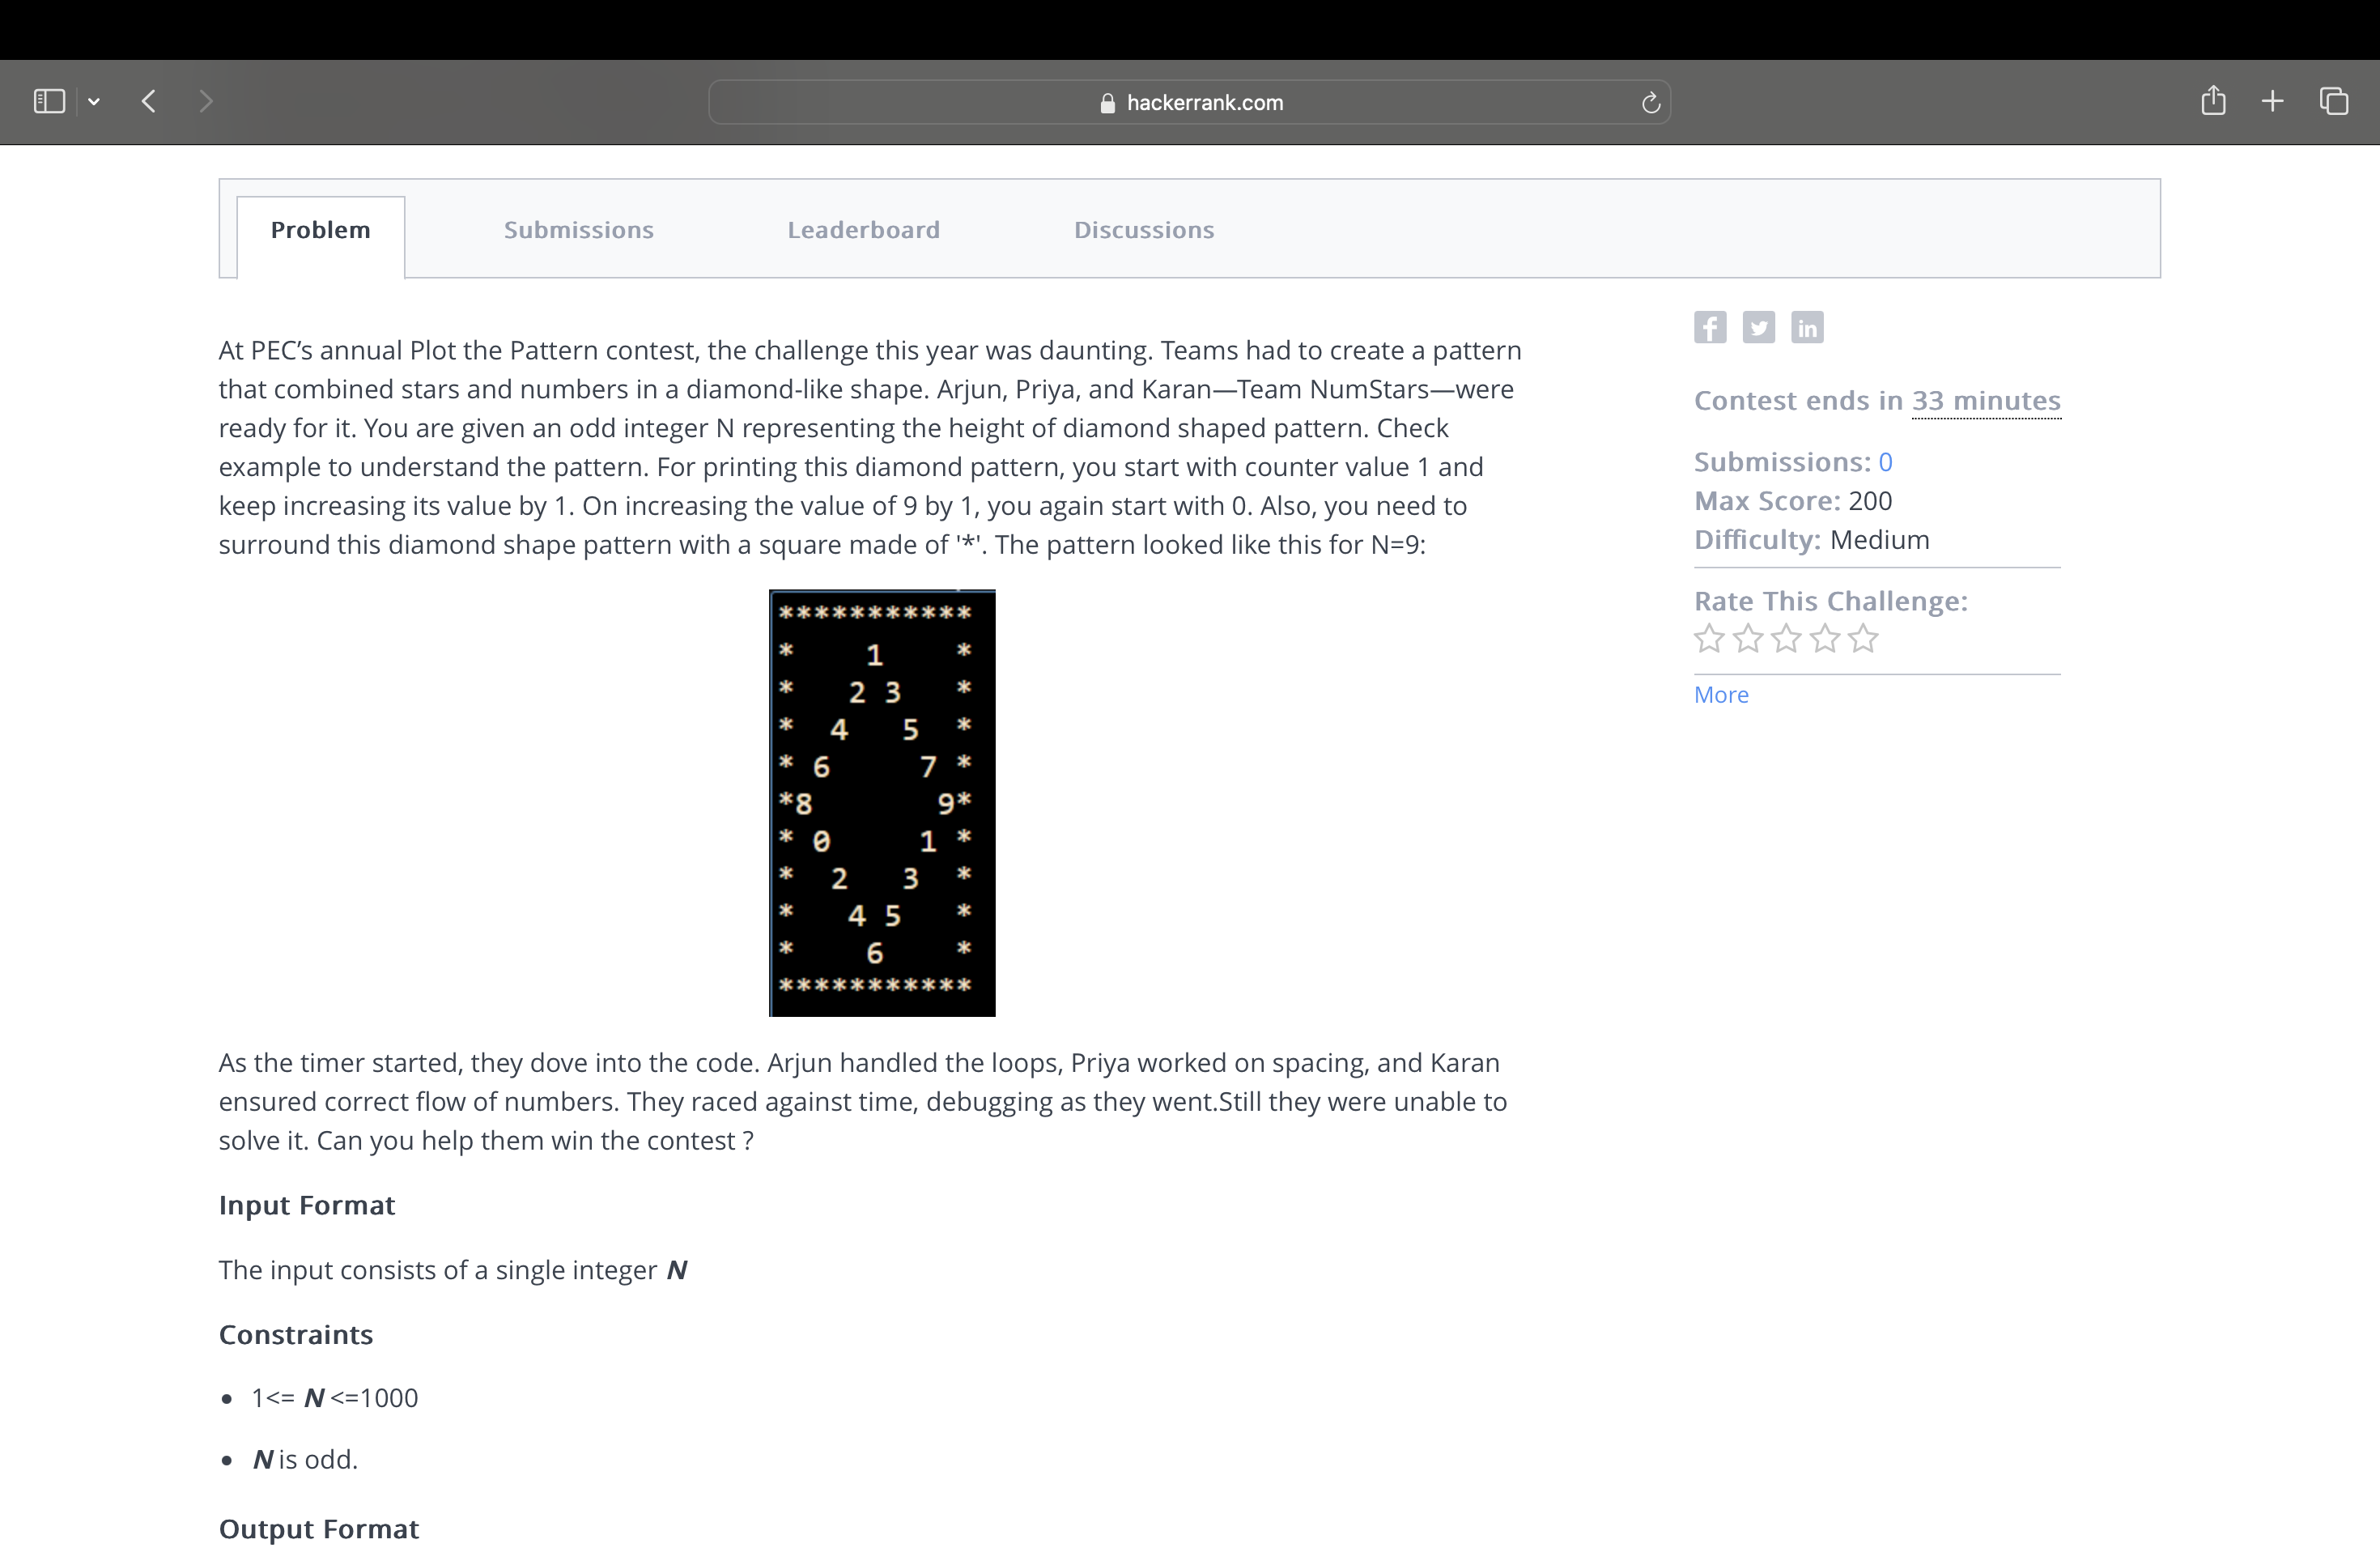 hackerrank.com
Problem
Submissions
Leaderboard
Discussions
At PEC’s annual Plot the Pattern contest, the challenge this year was daunting. Teams had to create a pattern
that combined stars and numbers in a diamond-like shape. Arjun, Priya, and Karan—Team NumStars—were
ready for it. You are given an odd integer N representing the height of diamond shaped pattern. Check
example to understand the pattern. For printing this diamond pattern, you start with counter value 1 and
keep increasing its value by 1. On increasing the value of 9 by 1, you again start with 0. Also, you need to
surround this diamond shape pattern with a square made of '*'. The pattern looked like this for N=9:
***********
*    1    *
*   2 3   *
*  4   5  *
* 6     7 *
*8       9*
* 0     1 *
*  2   3  *
*   4 5   *
*    6    *
***********
As the timer started, they dove into the code. Arjun handled the loops, Priya worked on spacing, and Karan
ensured correct flow of numbers. They raced against time, debugging as they went.Still they were unable to
solve it. Can you help them win the contest ?
Input Format
The input consists of a single integer N
Constraints
• 1<= N <=1000
• N is odd.
Output Format
f
in
Contest ends in 33 minutes
Submissions: 0
Max Score: 200
Difficulty: Medium
Rate This Challenge:
More